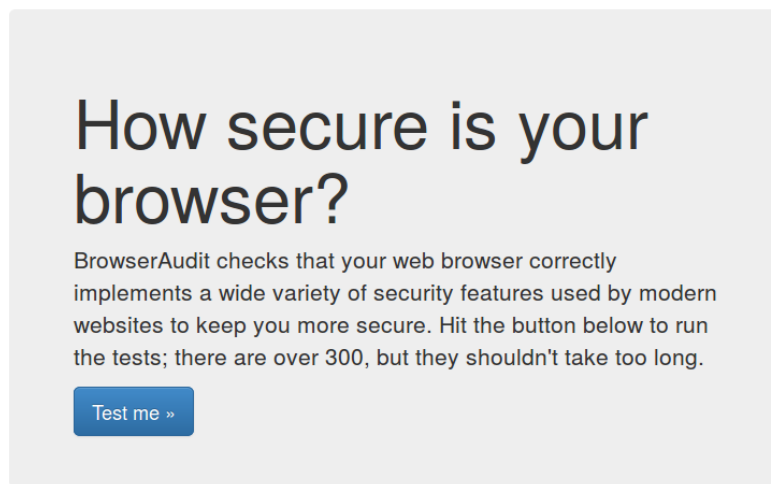 How secure is your
browser?
BrowserAudit checks that your web browser correctly
implements a wide variety of security features used by modern
websites to keep you more secure. Hit the button below to run
the tests; there are over 300, but they shouldn't take too long.
Test me »